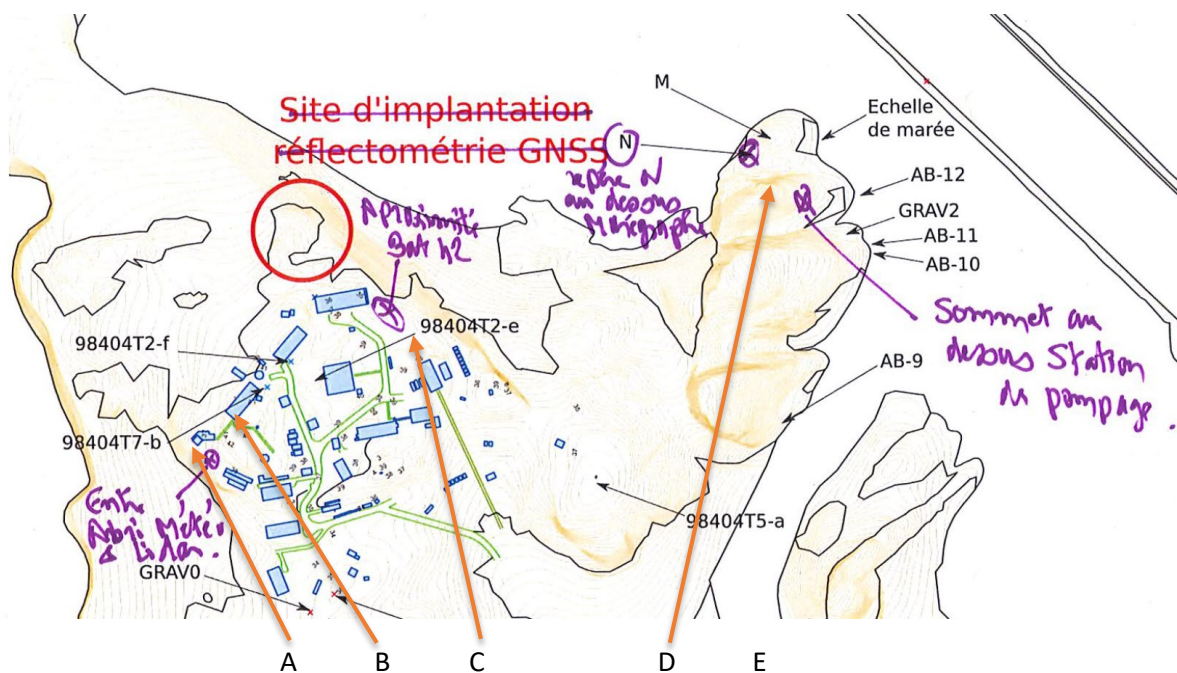 Site d'implantation
réflectométrie GNSS
M
N
Echelle
de marée
repère N
au dessous
Marégraphe
AB-12
GRAV2
AB-11
AB-10
Aproximité
Bat 42
98404T2-e
98404T2-f
Sommet au
dessous Station
de pompage.
AB-9
98404T7-b
98404T5-a
Entre
Abri Météo
& Lidar.
GRAV0
A B C D E